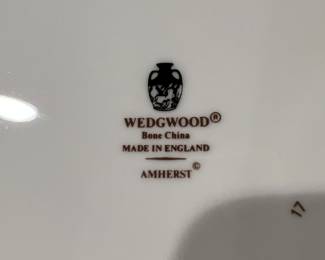 WEDGWOOD®
Bone China
MADE IN ENGLAND
AMHERST©
17